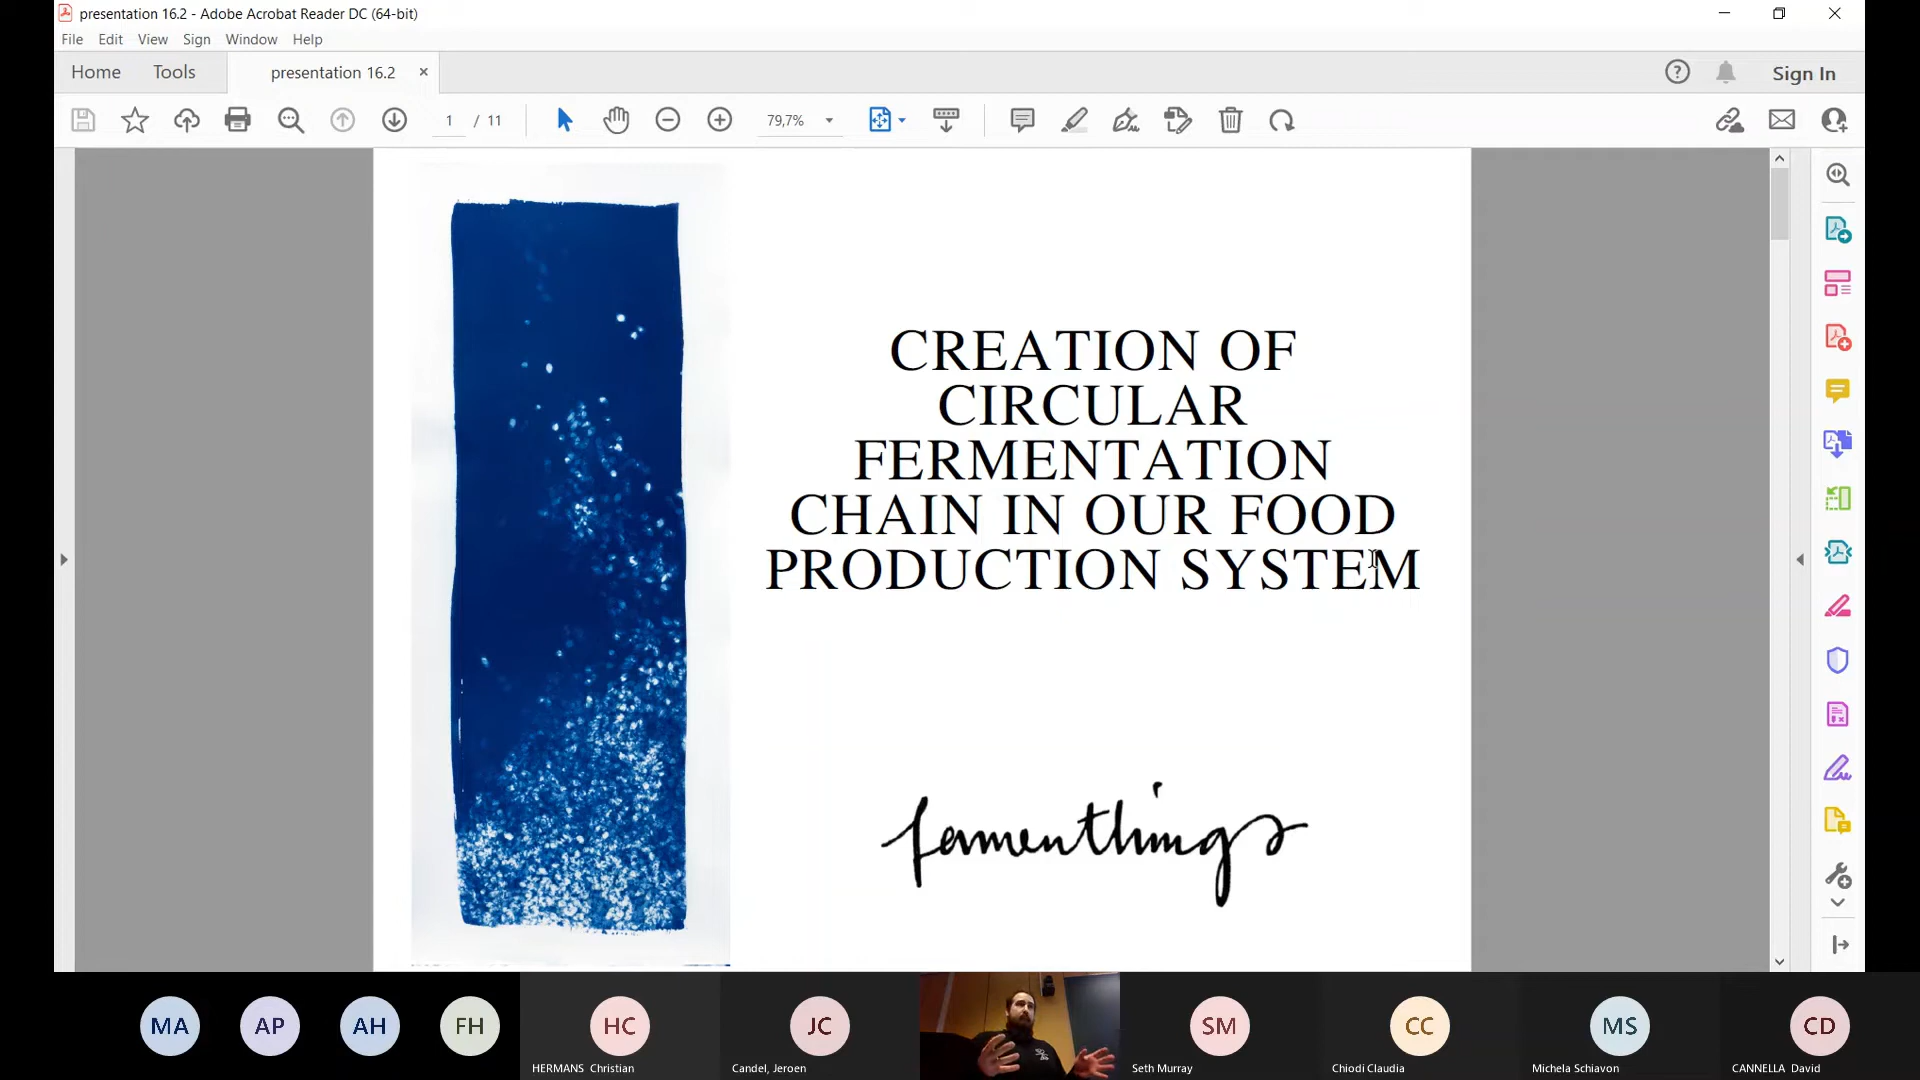 presentation 16.2 - Adobe Acrobat Reader DC (64-bit)
File Edit View Sign Window Help
Home Tools presentation 16.2 × Sign In
1 / 11 79,7%
CREATION OF
CIRCULAR
FERMENTATION
CHAIN IN OUR FOOD
PRODUCTION SYSTEM
fermenthings
MA AP AH FH HC JC SM CC MS CD
HERMANS Christian Candel, Jeroen Seth Murray Chiodi Claudia Michela Schiavon CANNELLA David